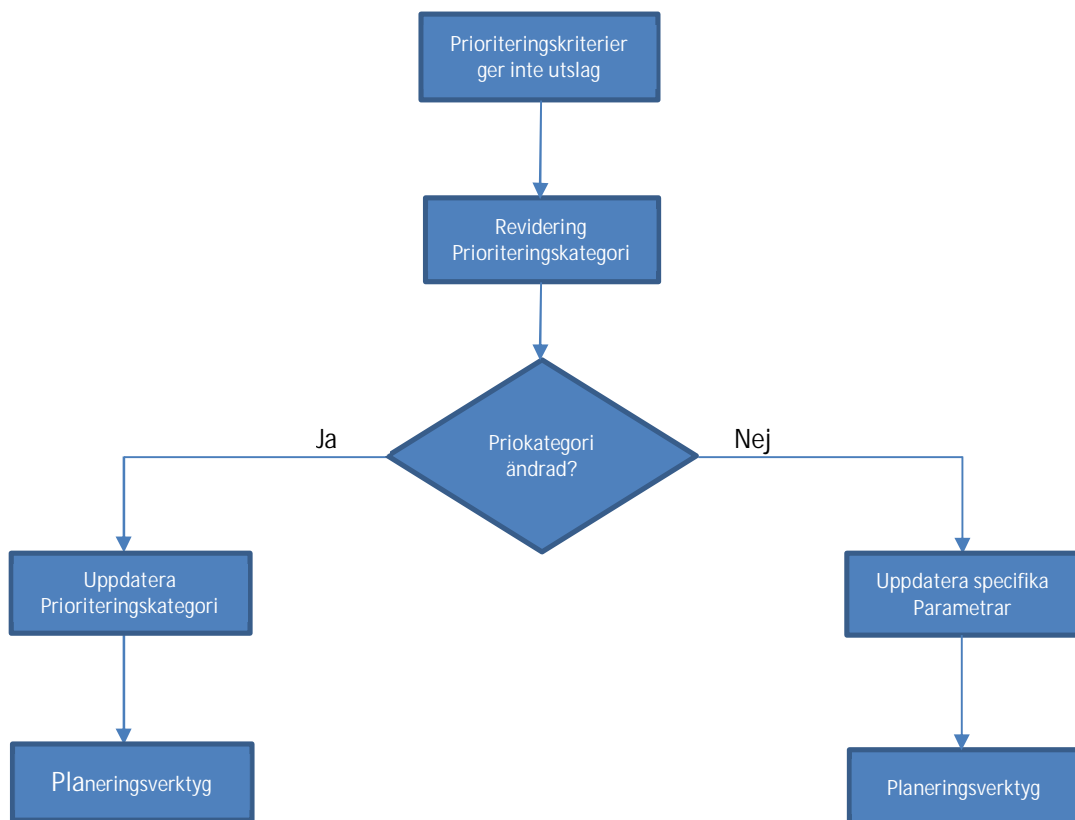 Prioriteringskriterier
ger inte utslag
Revidering
Prioriteringskategori
Priokategori
ändrad?
Ja
Nej
Uppdatera
Prioriteringskategori
Uppdatera specifika
Parametrar
Planeringsverktyg
Planeringsverktyg